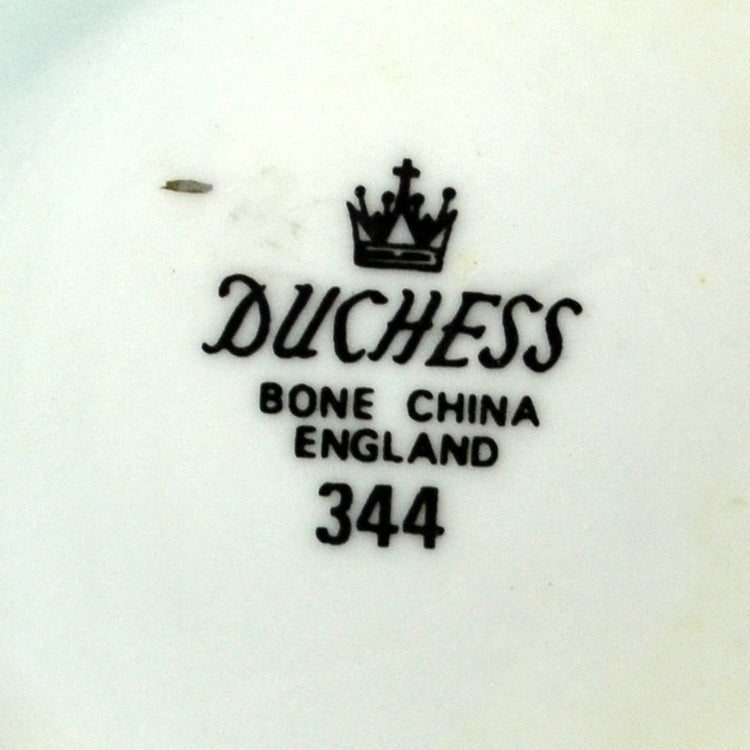 DUCHESS
BONE CHINA
ENGLAND
344